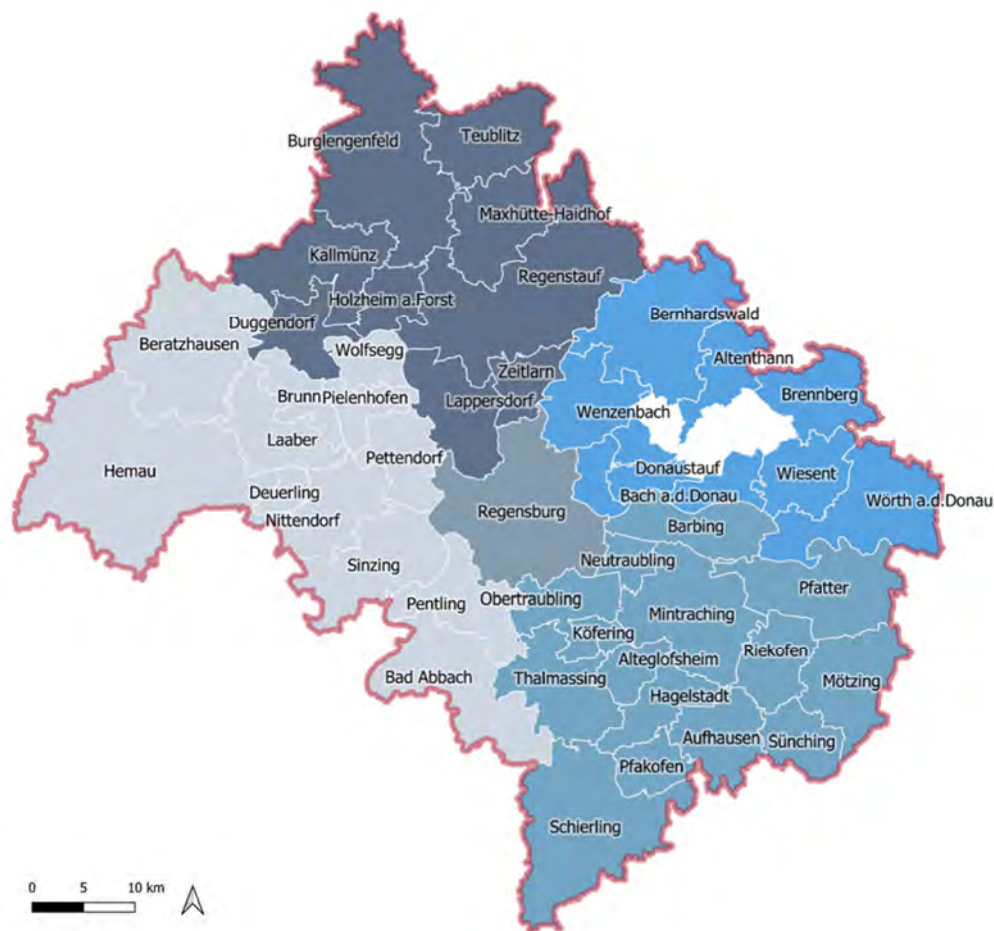 Burglengenfeld
Teublitz
Maxhütte-Haidhof
Kallmünz
Regenstauf
Holzheim a.Forst
Bernhardswald
Duggendorf
Beratzhausen
Wolfsegg
Altenthann
Zeitlarn
Brunn
Pielenhofen
Lappersdorf
Brennberg
Wenzenbach
Laaber
Pettendorf
Hemau
Donaustauf
Wiesent
Deuerling
Bach a.d.Donau
Wörth a.d.Donau
Regensburg
Nittendorf
Barbing
Sinzing
Neutraubling
Pfatter
Pentling
Obertraubling
Mintraching
Köfering
Riekofen
Alteglofsheim
Bad Abbach
Thalmassing
Mötzing
Hagelstadt
Aufhausen
Sünching
Pfakofen
Schierling
0 5 10 km